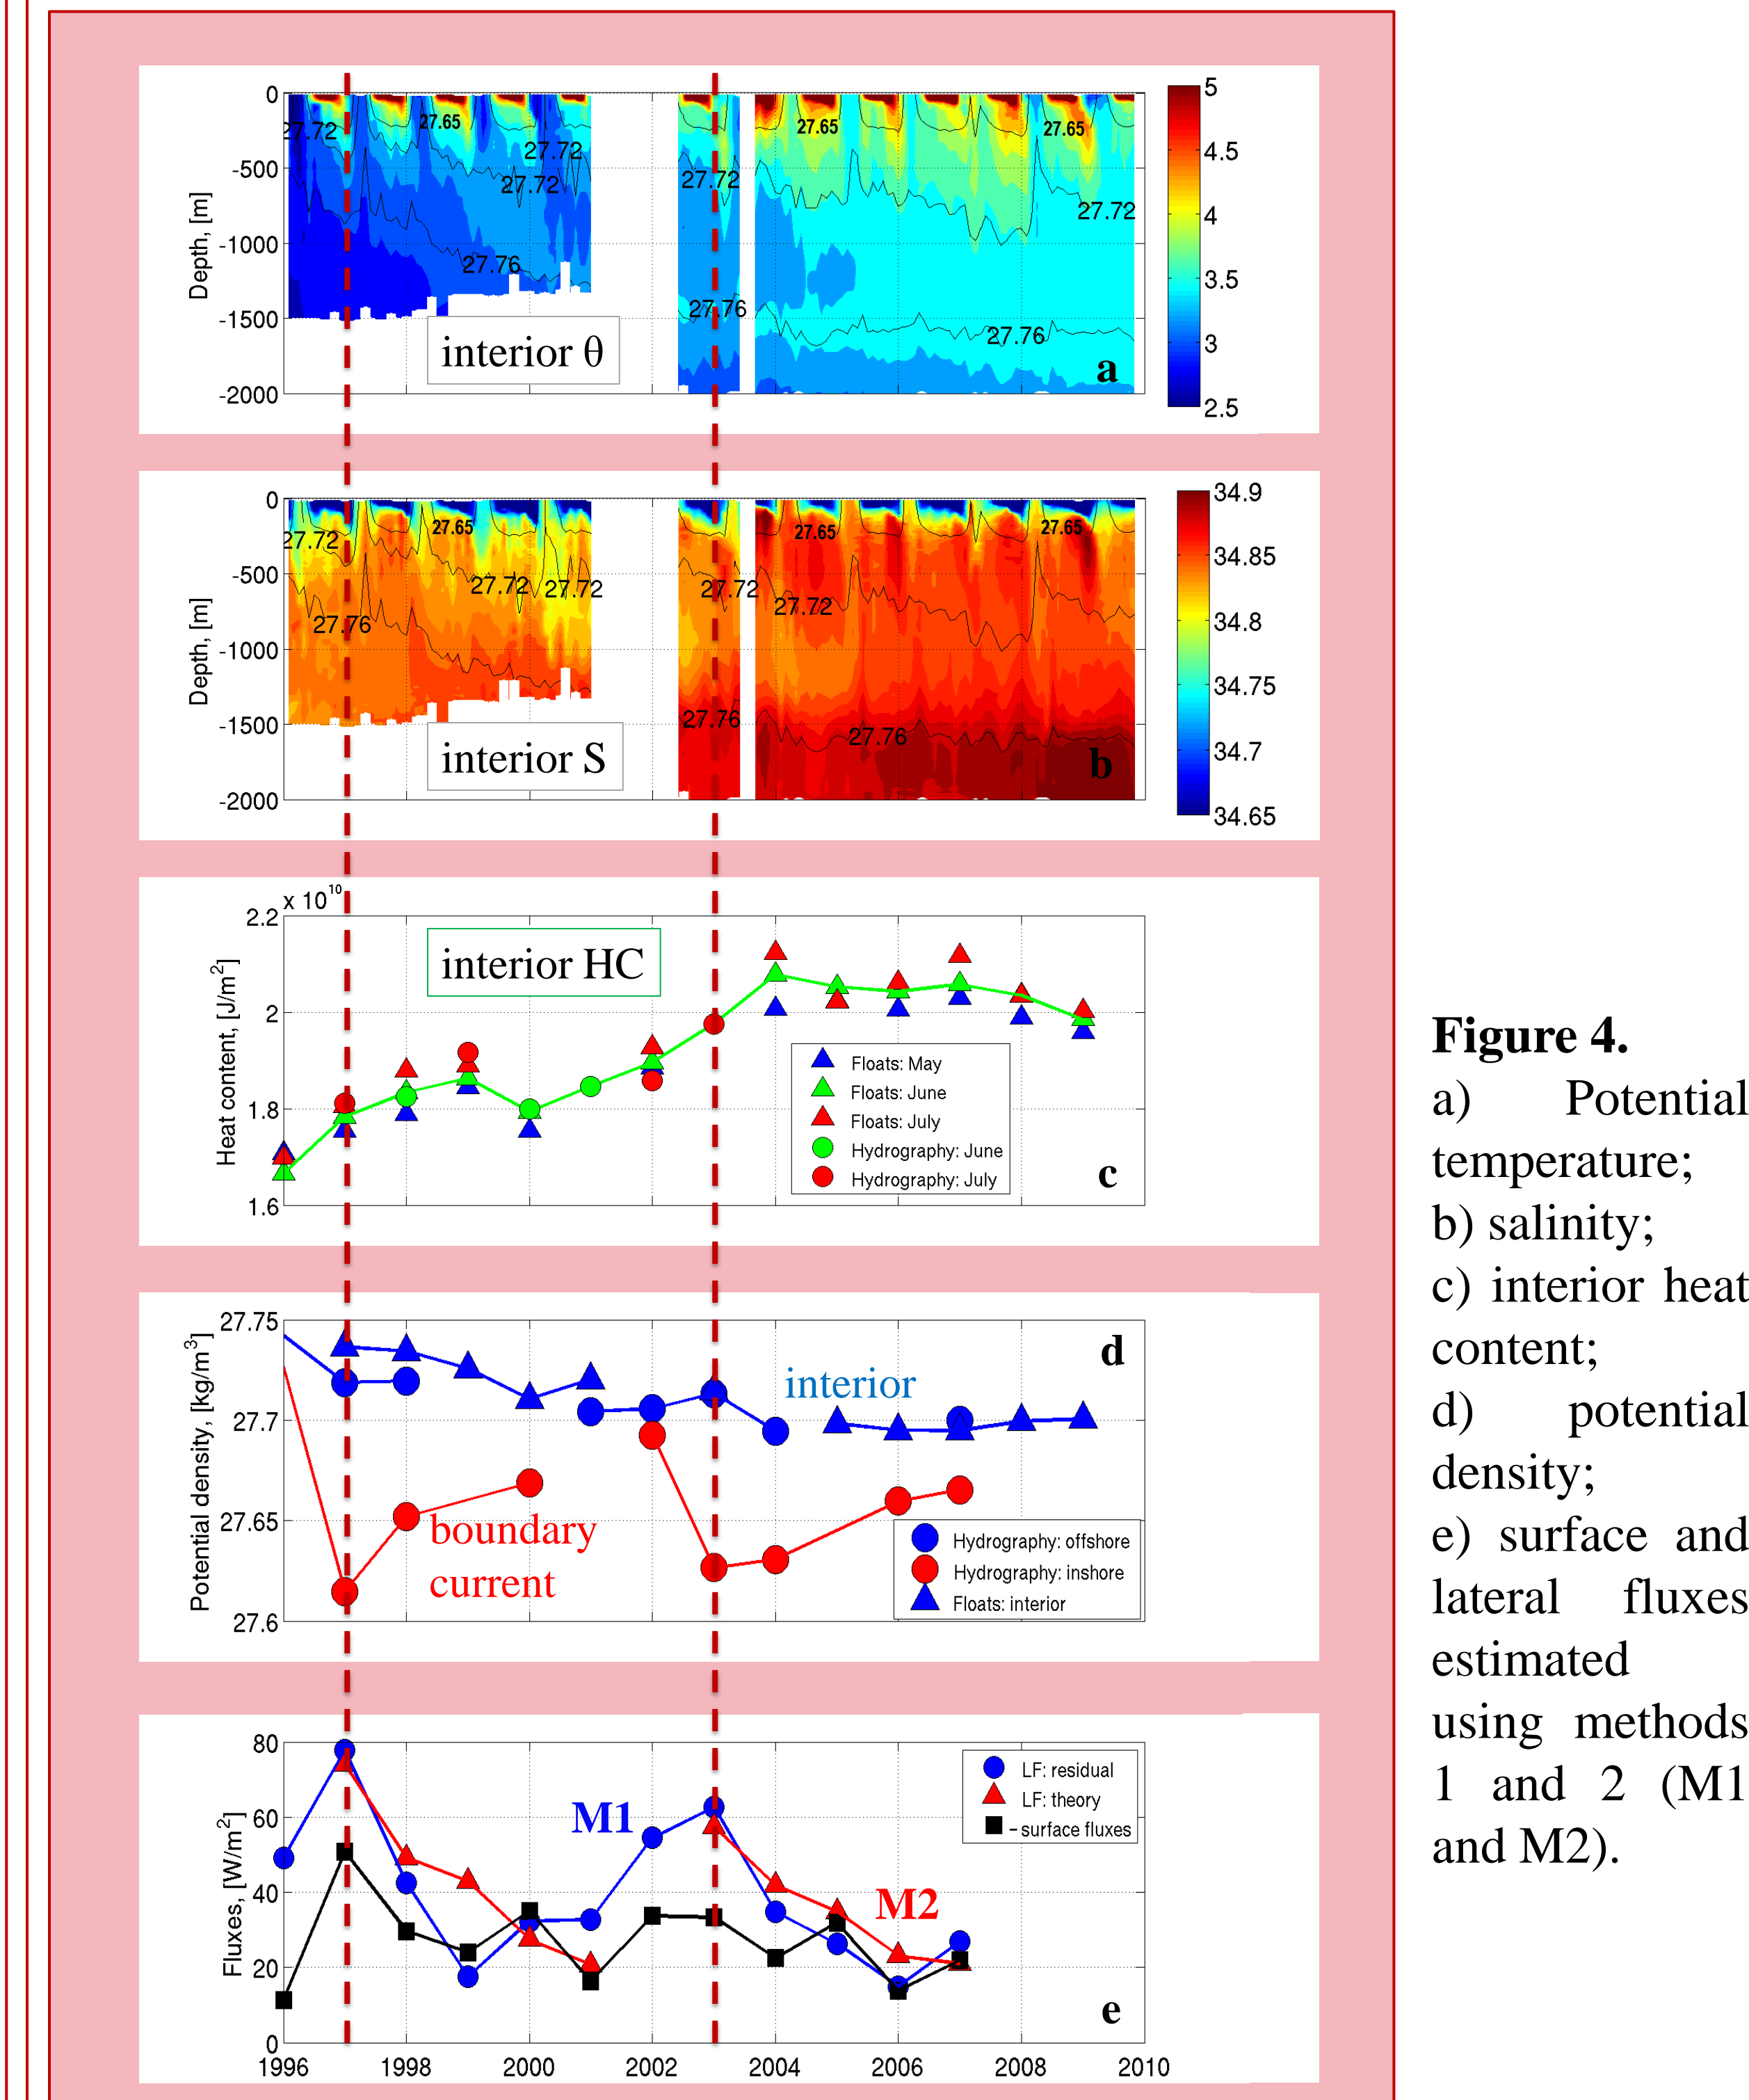 0
-500
-1000
-1500
-2000
Depth, [m]
27.72
27.65
27.72
27.72
27.76
27.72
27.76
27.65
27.65
27.72
27.76
interior θ
a
5
4.5
4
3.5
3
2.5
0
-500
-1000
-1500
-2000
Depth, [m]
27.72
27.65
27.72
27.72
27.76
27.72
27.76
27.65
27.65
27.72
27.76
interior S
b
34.9
34.85
34.8
34.75
34.7
34.65
x 10^10
2.2
2
1.8
1.6
Heat content, [J/m²]
interior HC
Floats: May
Floats: June
Floats: July
Hydrography: June
Hydrography: July
c
27.75
27.7
27.65
27.6
Potential density, [kg/m³]
d
interior
boundary
current
Hydrography: offshore
Hydrography: inshore
Floats: interior
80
60
40
20
0
Fluxes, [W/m²]
M1
M2
LF: residual
LF: theory
– surface fluxes
e
1996
1998
2000
2002
2004
2006
2008
2010
Figure 4.
a) Potential
temperature;
b) salinity;
c) interior heat
content;
d) potential
density;
e) surface and
lateral fluxes
estimated
using methods
1 and 2 (M1
and M2).